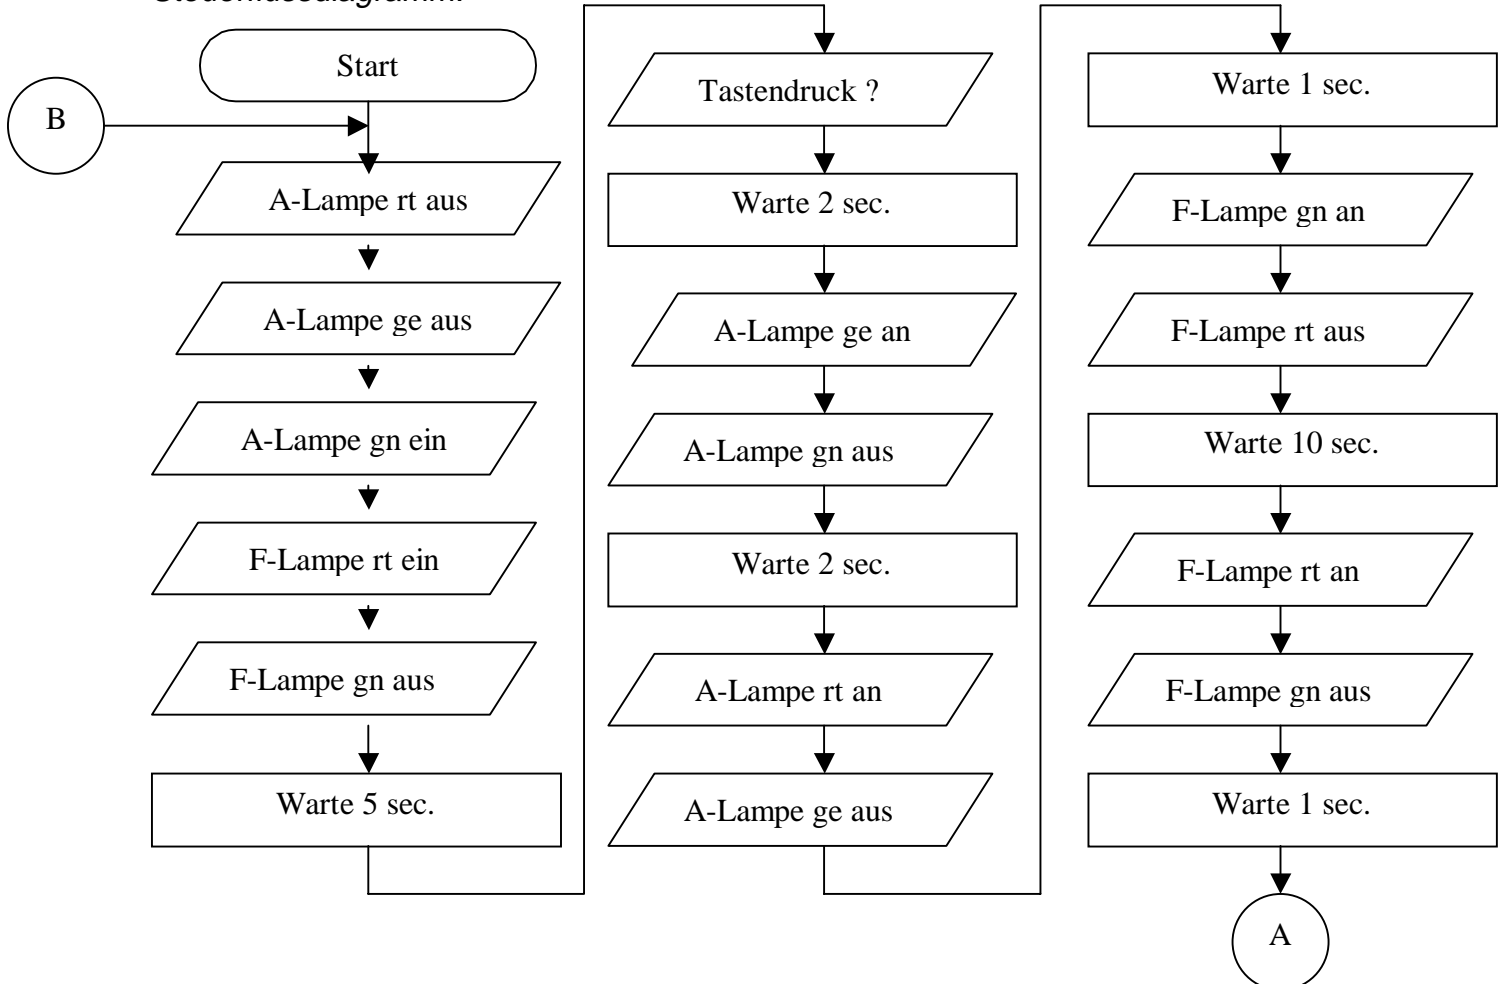 Steuerflussdiagramm:
Start
B
A-Lampe rt aus
A-Lampe ge aus
A-Lampe gn ein
F-Lampe rt ein
F-Lampe gn aus
Warte 5 sec.
Tastendruck ?
Warte 2 sec.
A-Lampe ge an
A-Lampe gn aus
Warte 2 sec.
A-Lampe rt an
A-Lampe ge aus
Warte 1 sec.
F-Lampe gn an
F-Lampe rt aus
Warte 10 sec.
F-Lampe rt an
F-Lampe gn aus
Warte 1 sec.
A